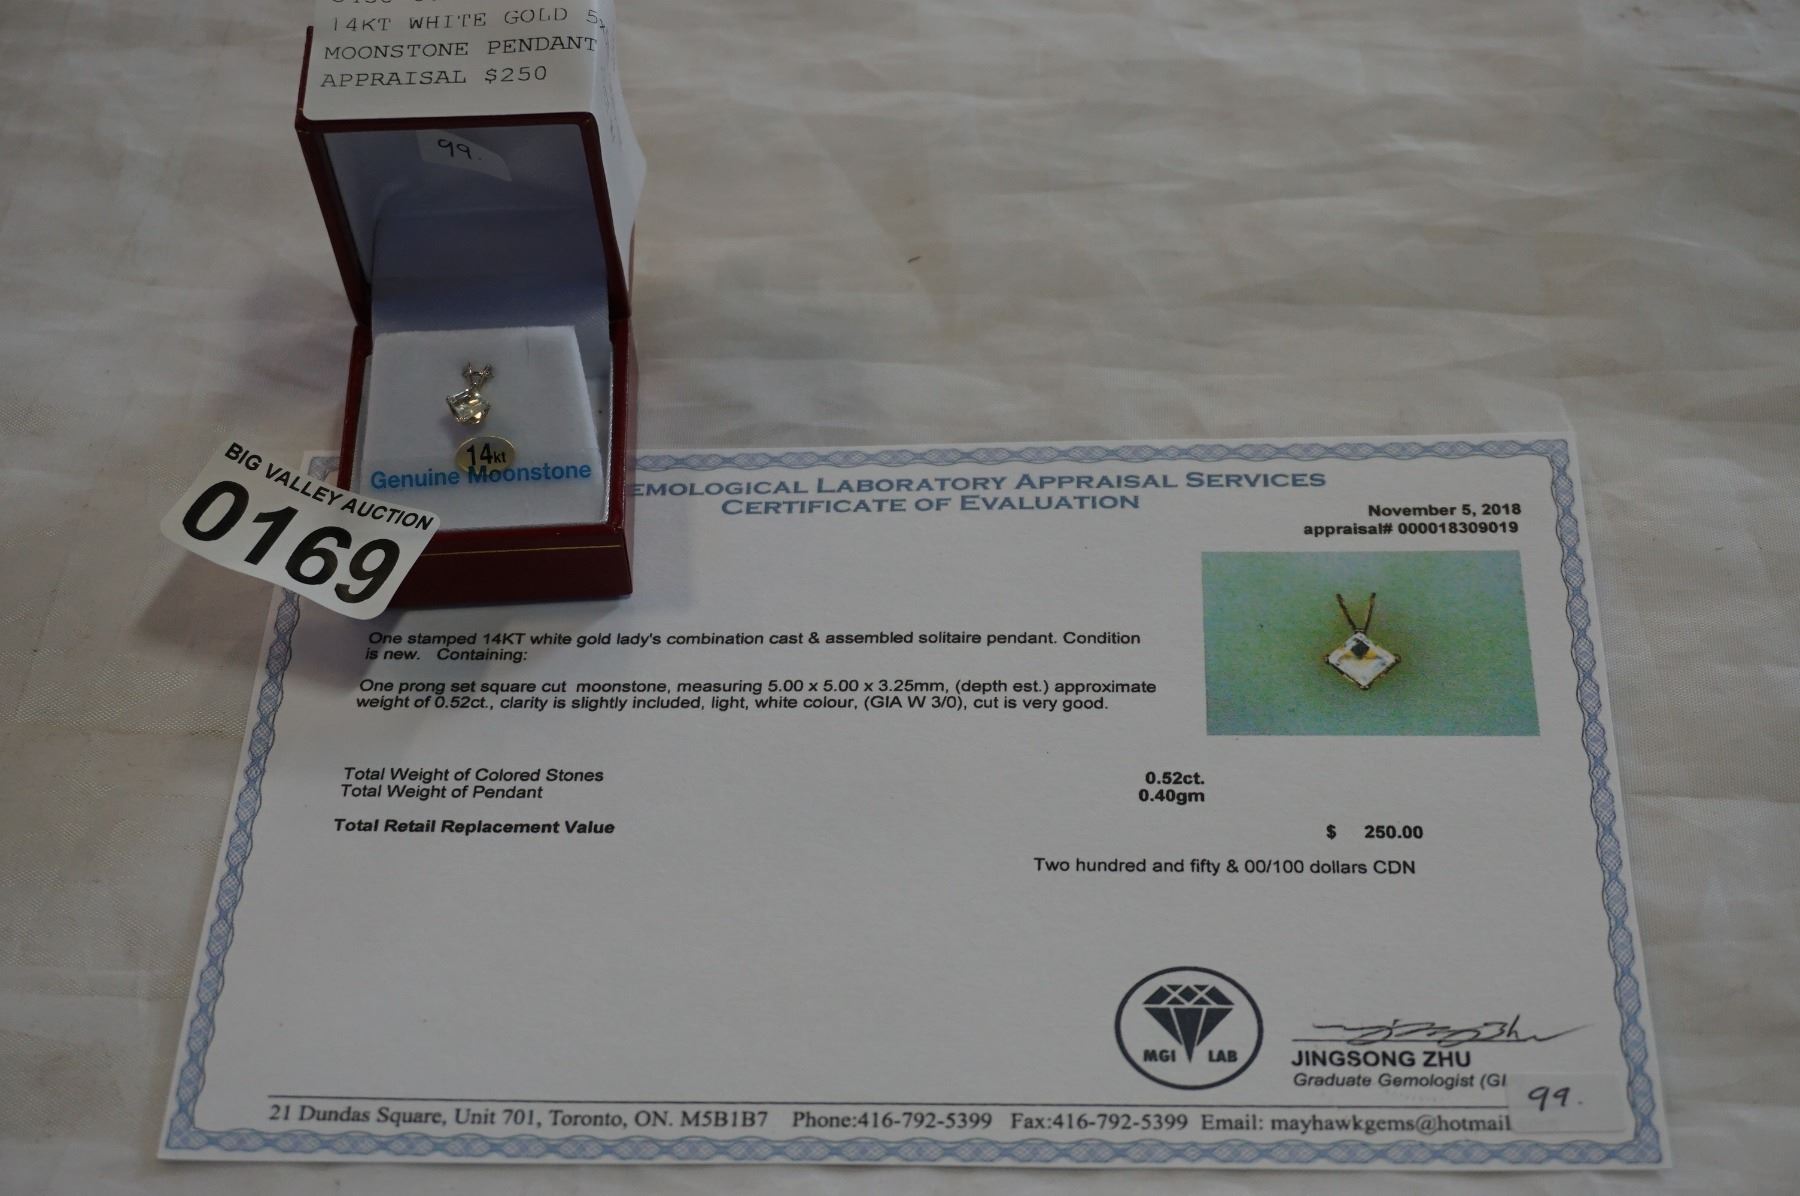 14KT WHITE GOLD
MOONSTONE PENDANT
APPRAISAL $250
99.
14kt
Genuine Moonstone
BIG VALLEY AUCTION
0169
EMOLOGICAL LABORATORY APPRAISAL SERVICES
CERTIFICATE OF EVALUATION
November 5, 2018
appraisal# 000018309019
One stamped 14KT white gold lady's combination cast & assembled solitaire pendant. Condition
is new. Containing:
One prong set square cut moonstone, measuring 5.00 x 5.00 x 3.25mm, (depth est.) approximate
weight of 0.52ct., clarity is slightly included, light, white colour, (GIA W 3/0), cut is very good.
Total Weight of Colored Stones 0.52ct.
Total Weight of Pendant 0.40gm
Total Retail Replacement Value $ 250.00
Two hundred and fifty & 00/100 dollars CDN
MGI LAB
JINGSONG ZHU
Graduate Gemologist (GI
99.
21 Dundas Square, Unit 701, Toronto, ON. M5B1B7 Phone:416-792-5399 Fax:416-792-5399 Email: mayhawkgems@hotmail